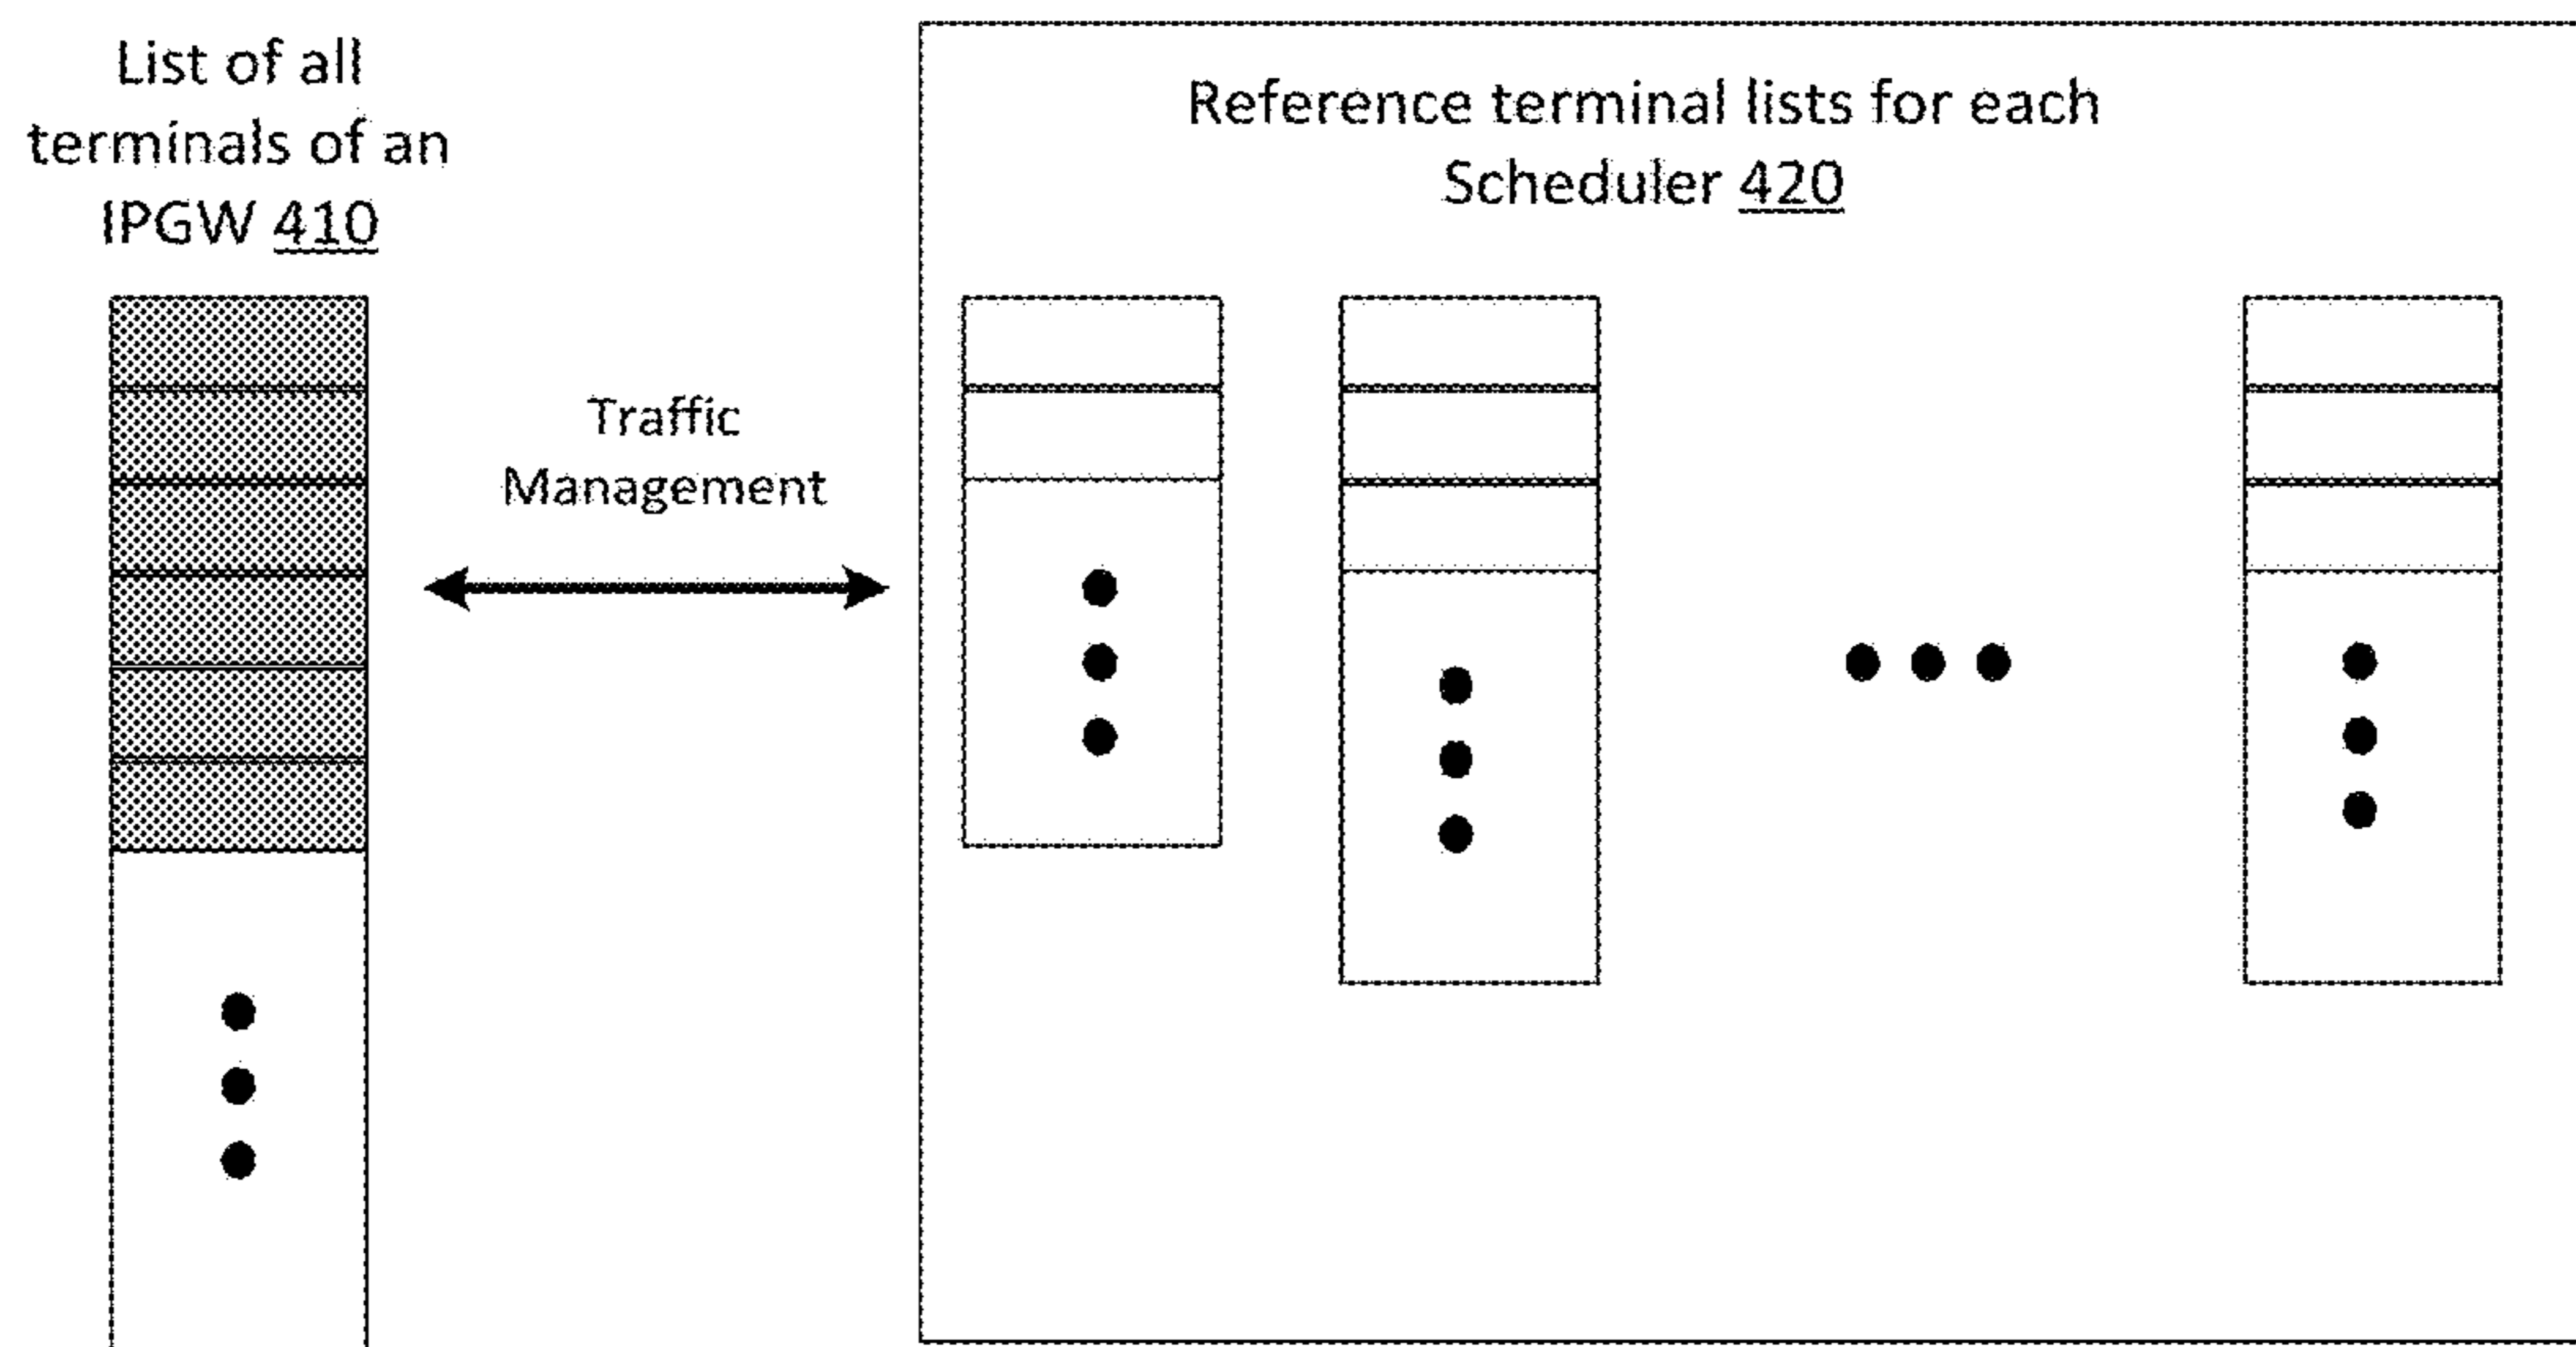 List of all
terminals of an
IPGW 410
Traffic
Management
Reference terminal lists for each
Scheduler 420